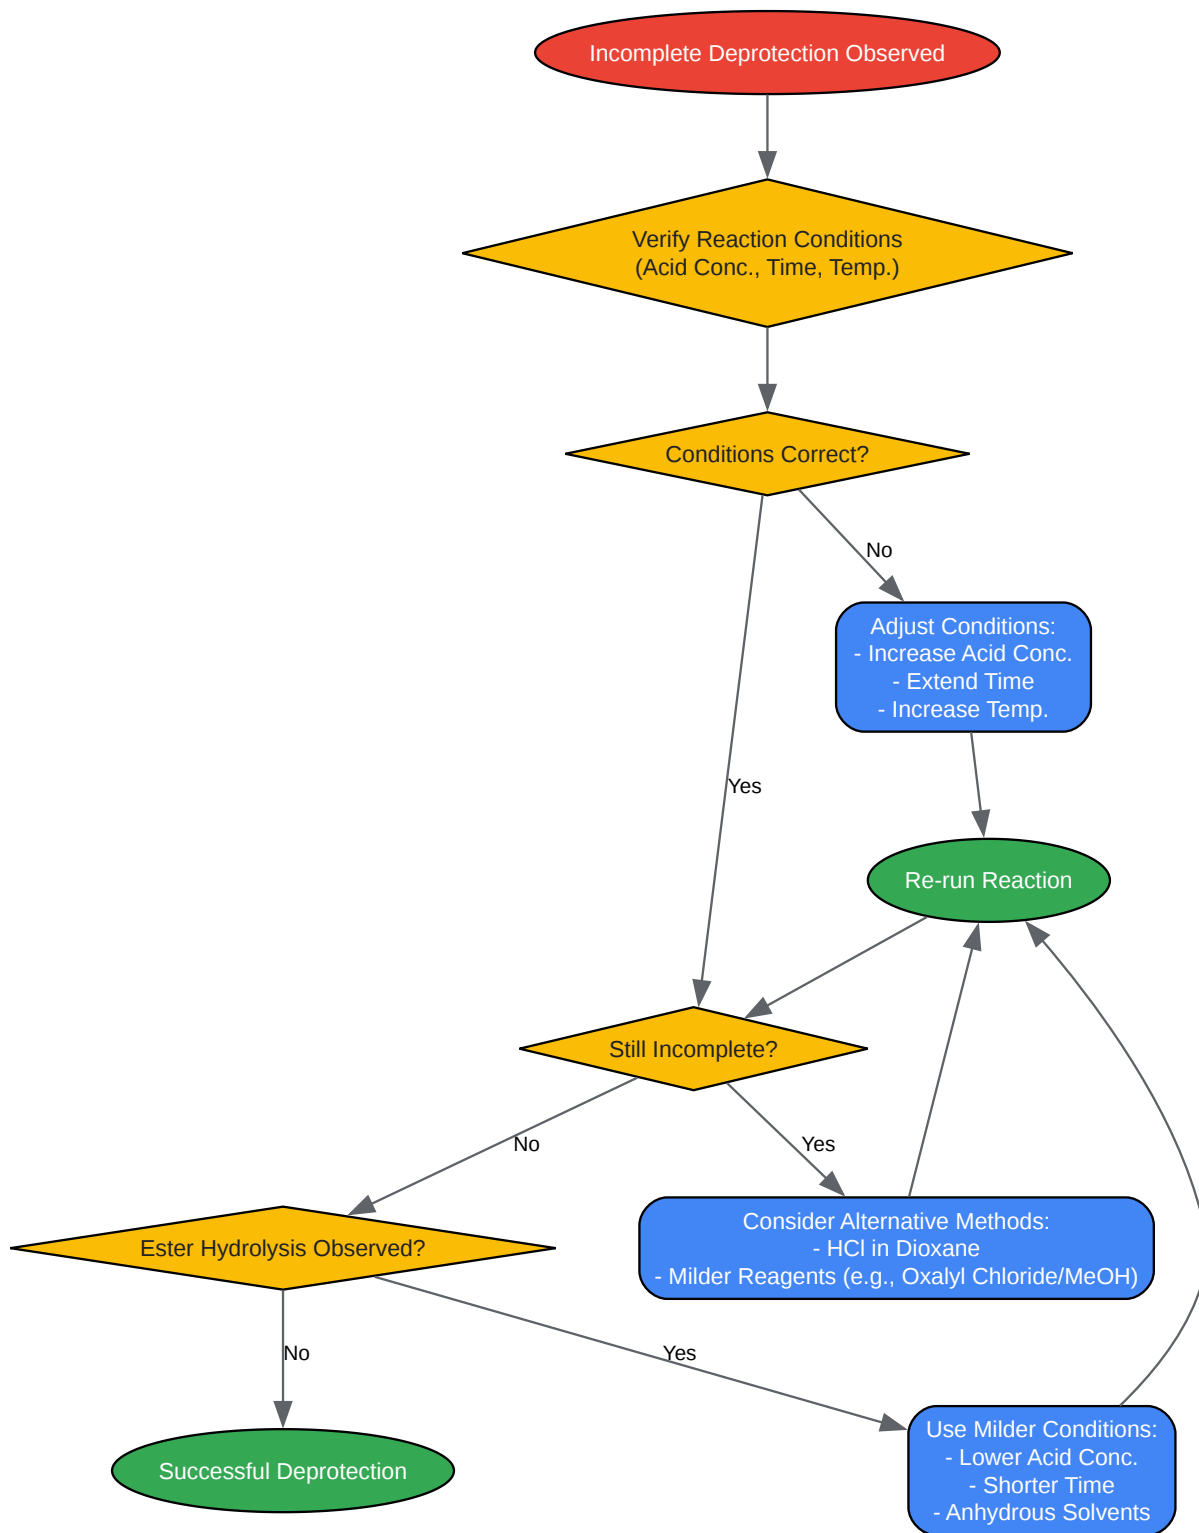 Incomplete Deprotection Observed
Verify Reaction Conditions
(Acid Conc., Time, Temp.)
Conditions Correct?
No
Adjust Conditions:
- Increase Acid Conc.
- Extend Time
- Increase Temp.
Yes
Re-run Reaction
Still Incomplete?
No
Yes
Consider Alternative Methods:
- HCl in Dioxane
- Milder Reagents (e.g., Oxalyl Chloride/MeOH)
Ester Hydrolysis Observed?
No
Yes
Use Milder Conditions:
- Lower Acid Conc.
- Shorter Time
- Anhydrous Solvents
Successful Deprotection